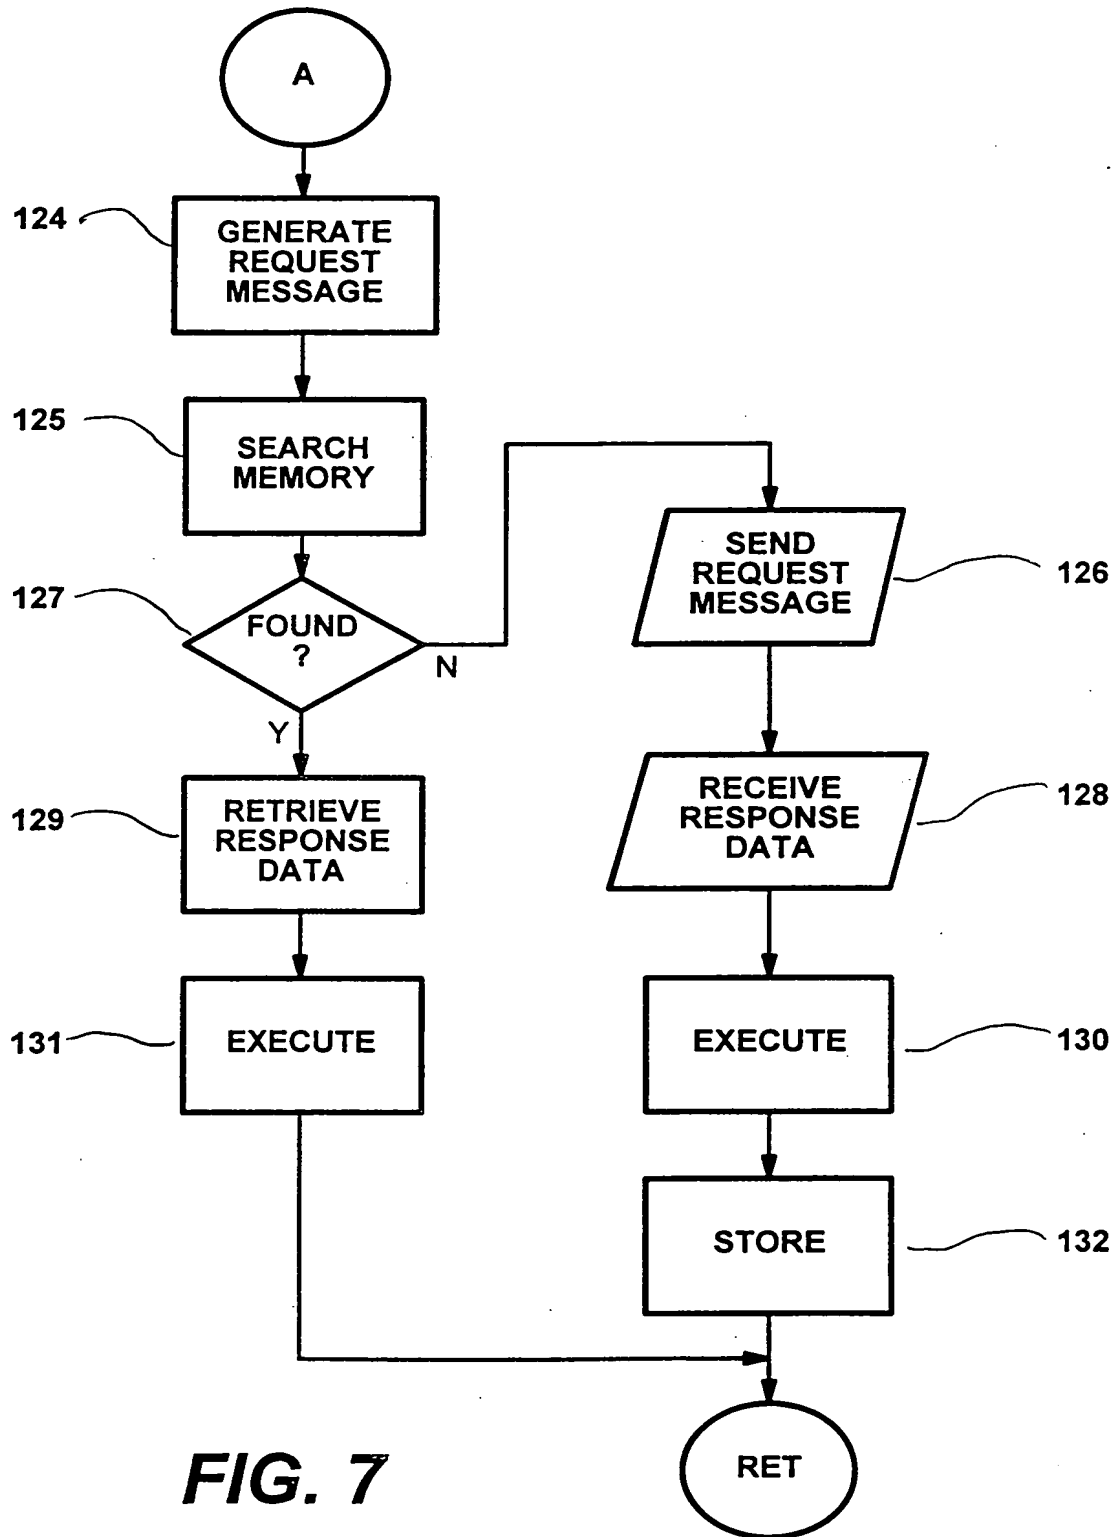 A
124
GENERATE
REQUEST
MESSAGE
125
SEARCH
MEMORY
127
FOUND
?
N
Y
SEND
REQUEST
MESSAGE
126
129
RETRIEVE
RESPONSE
DATA
RECEIVE
RESPONSE
DATA
128
131
EXECUTE
EXECUTE
130
STORE
132
RET
FIG. 7